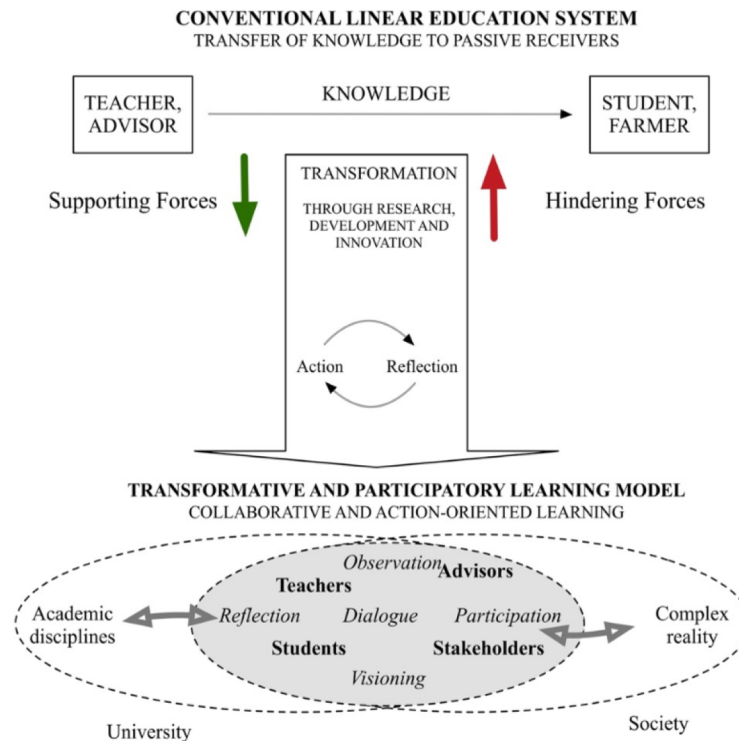 CONVENTIONAL LINEAR EDUCATION SYSTEM
TRANSFER OF KNOWLEDGE TO PASSIVE RECEIVERS
TEACHER,
ADVISOR
KNOWLEDGE
STUDENT,
FARMER
Supporting Forces
TRANSFORMATION
THROUGH RESEARCH,
DEVELOPMENT AND
INNOVATION
Hindering Forces
Action
Reflection
TRANSFORMATIVE AND PARTICIPATORY LEARNING MODEL
COLLABORATIVE AND ACTION-ORIENTED LEARNING
Observation
Teachers
Advisors
Academic
disciplines
Reflection
Dialogue
Participation
Complex
reality
Students
Stakeholders
Visioning
University
Society